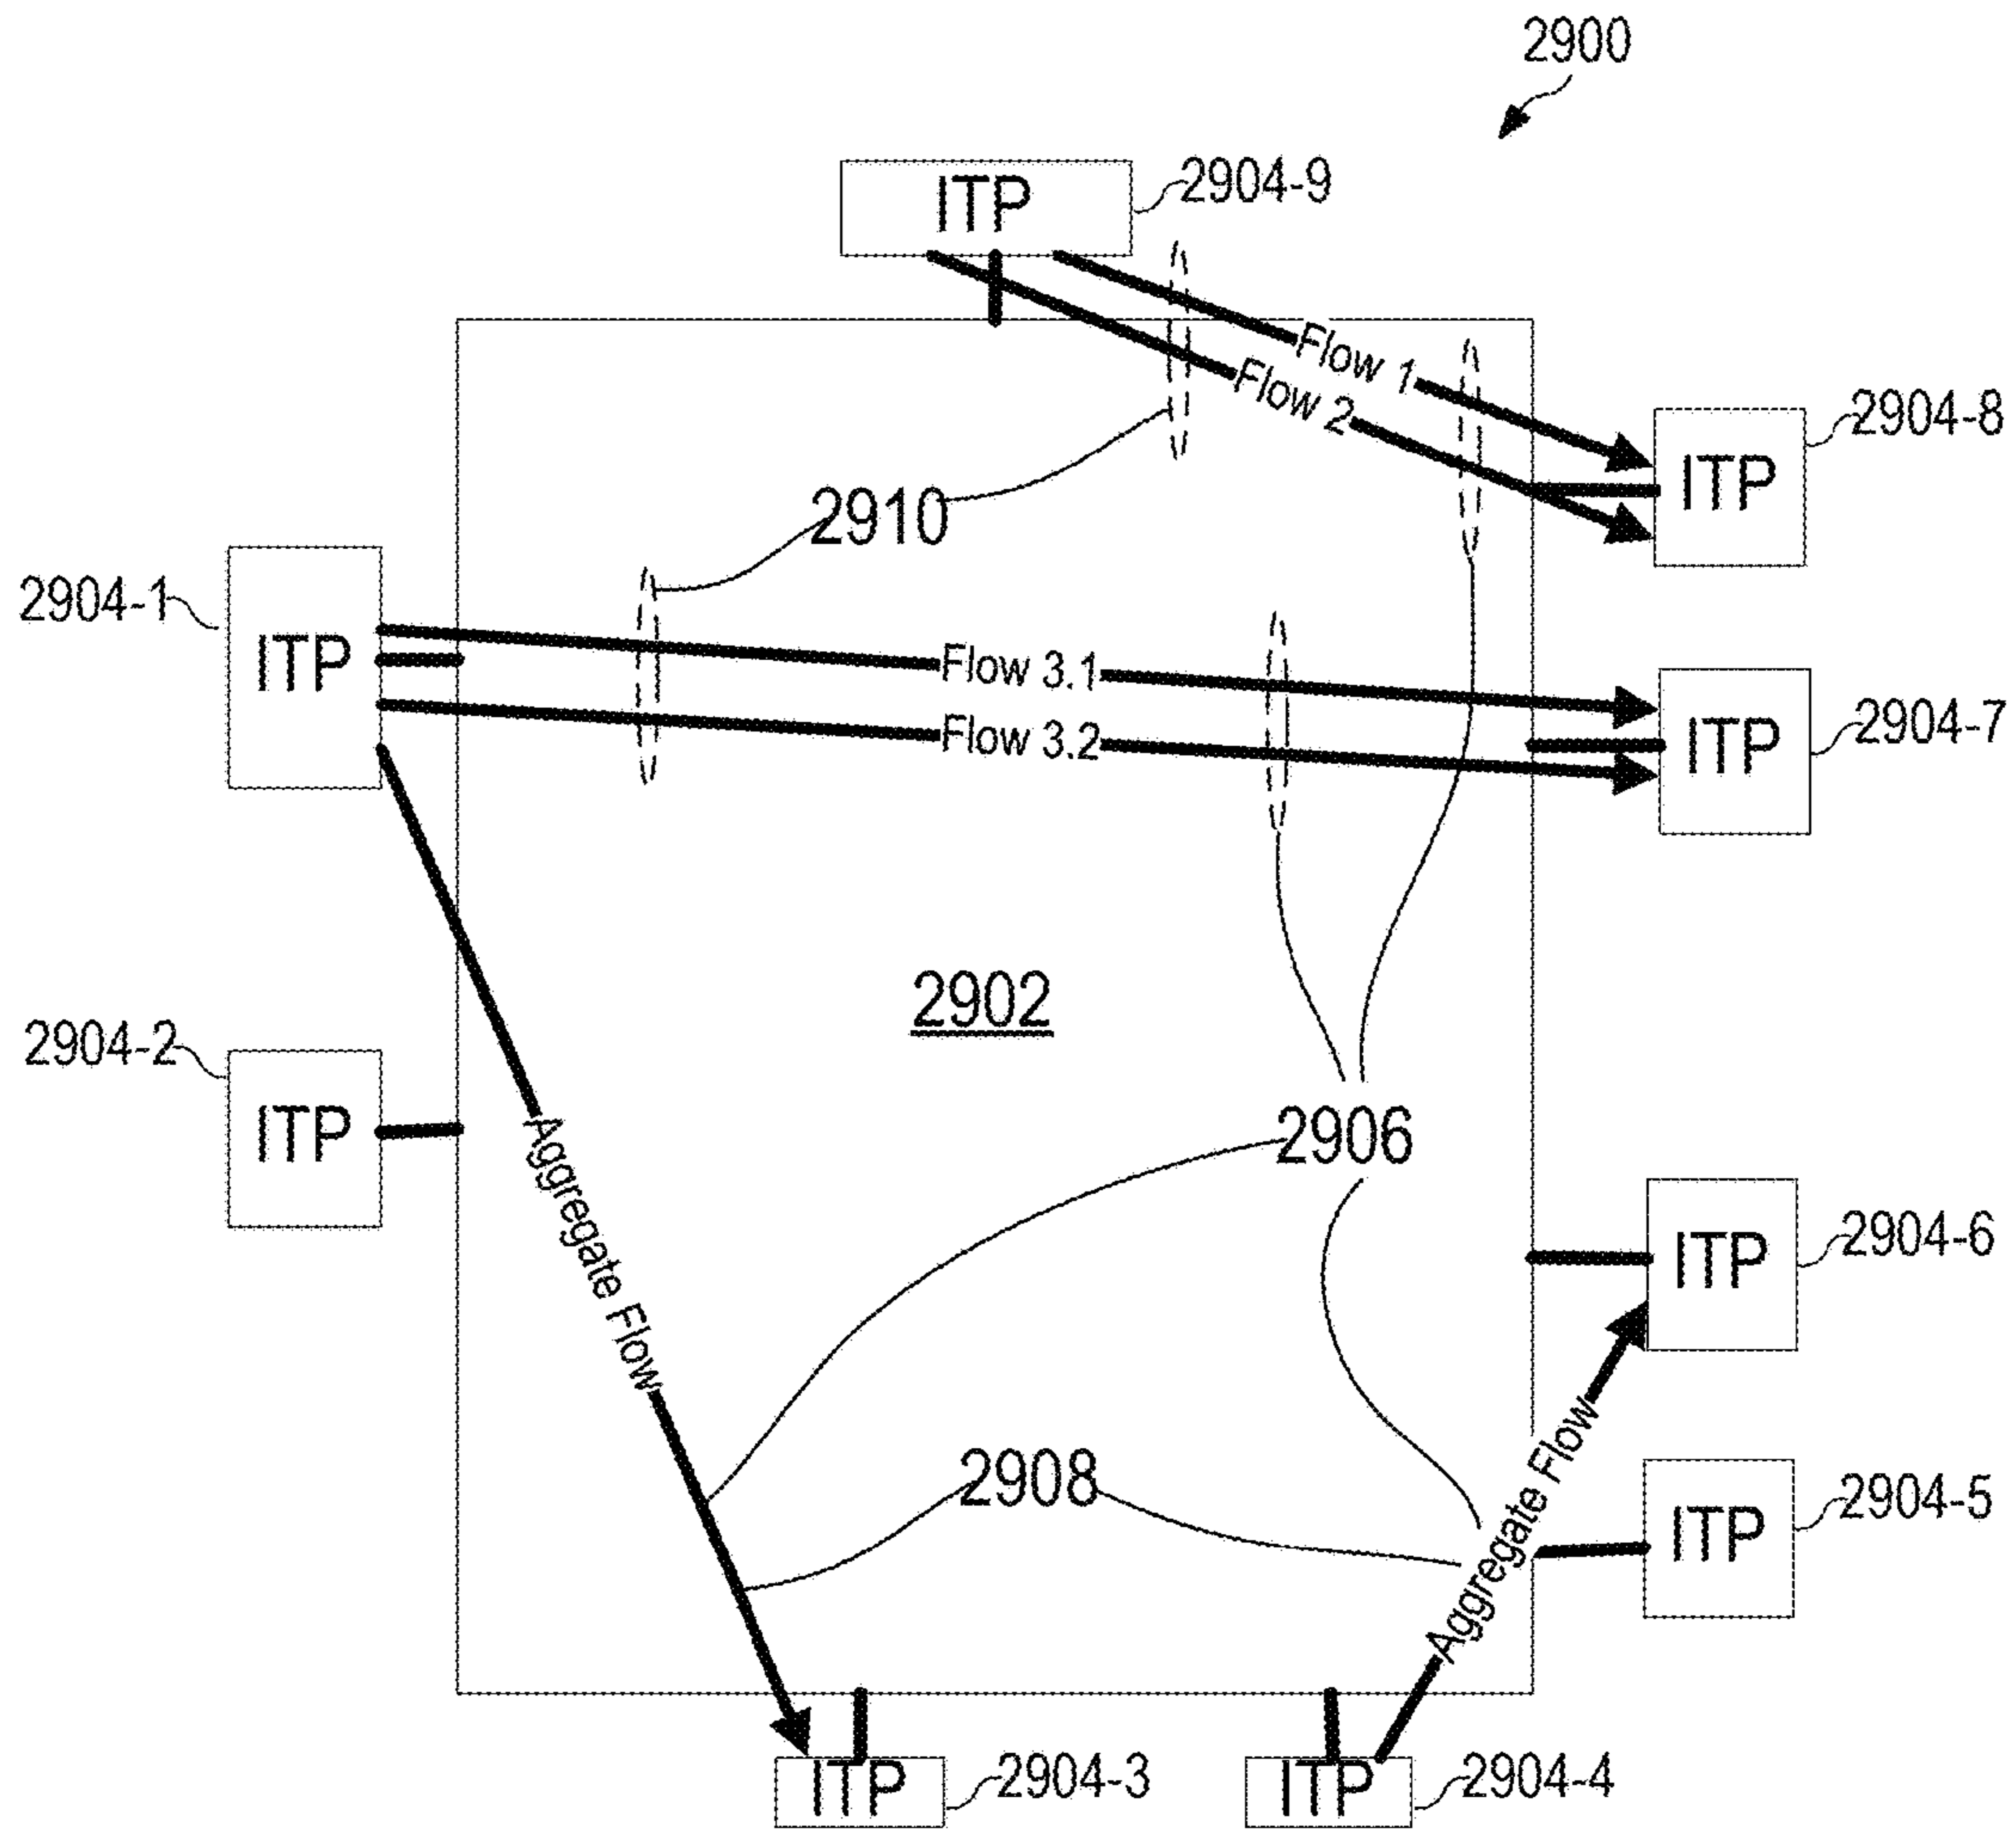 2900
ITP
2904-9
Flow 1
Flow 2
2904-8
ITP
2910
2904-1
ITP
Flow 3.1
2904-7
Flow 3.2
ITP
2902
2904-2
ITP
2906
Aggregate Flow
2904-6
ITP
2908
Aggregate Flow
2904-5
ITP
ITP
2904-3
ITP
2904-4